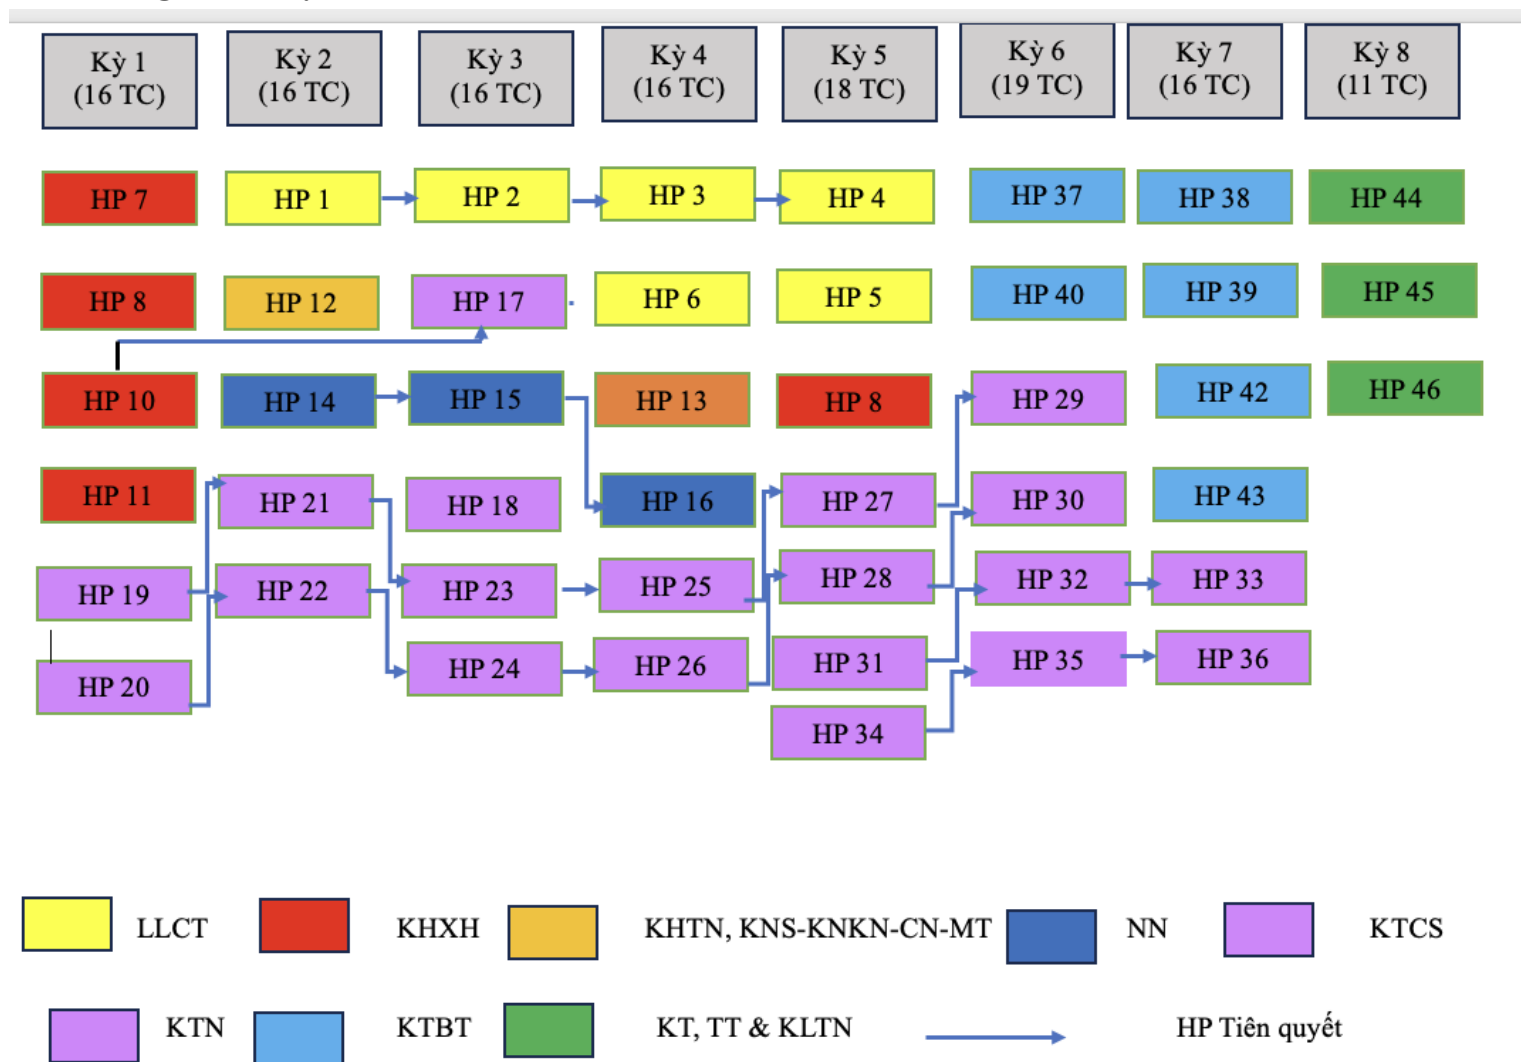 Kỳ 1
(16 TC)
Kỳ 2
(16 TC)
Kỳ 3
(16 TC)
Kỳ 4
(16 TC)
Kỳ 5
(18 TC)
Kỳ 6
(19 TC)
Kỳ 7
(16 TC)
Kỳ 8
(11 TC)
HP 7
HP 1
HP 2
HP 3
HP 4
HP 37
HP 38
HP 44
HP 8
HP 12
HP 17
HP 6
HP 5
HP 40
HP 39
HP 45
HP 10
HP 14
HP 15
HP 13
HP 8
HP 29
HP 42
HP 46
HP 11
HP 21
HP 18
HP 16
HP 27
HP 30
HP 43
HP 19
HP 22
HP 23
HP 25
HP 28
HP 32
HP 33
HP 20
HP 24
HP 26
HP 31
HP 35
HP 36
HP 34
LLCT
KHXH
KHTN, KNS-KNKN-CN-MT
NN
KTCS
KTN
KTBT
KT, TT & KLTN
HP Tiên quyết